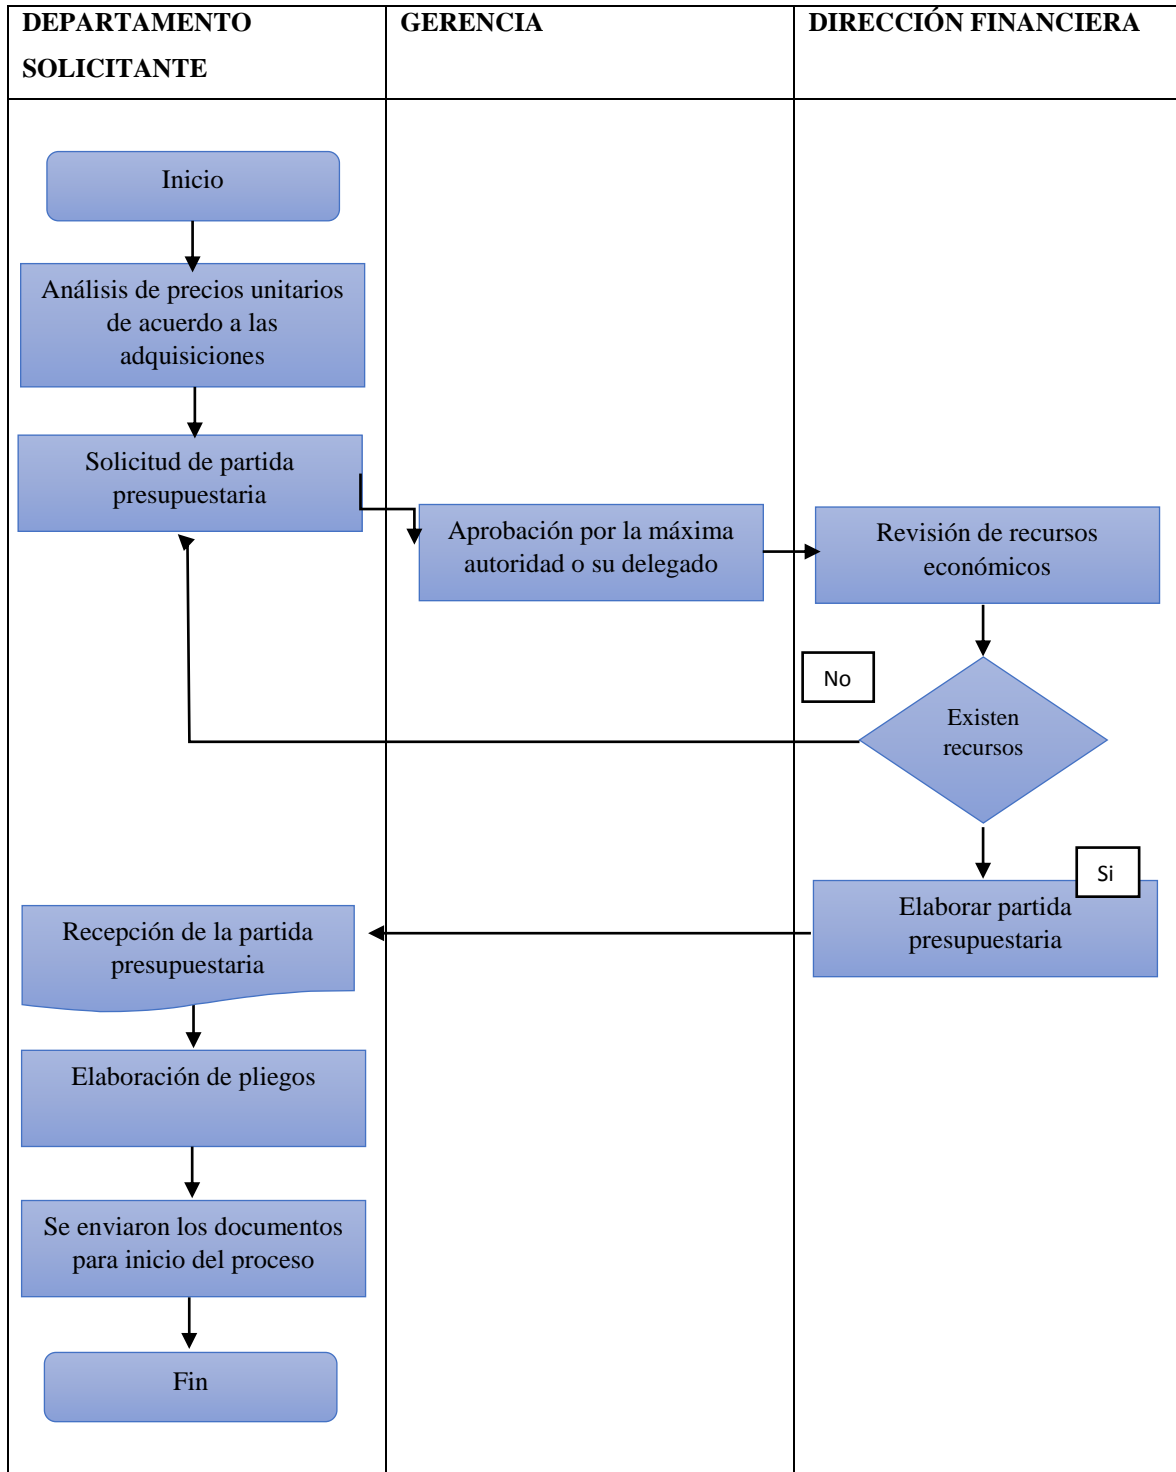 DEPARTAMENTO
SOLICITANTE
GERENCIA
DIRECCIÓN FINANCIERA
Inicio
Análisis de precios unitarios
de acuerdo a las
adquisiciones
Solicitud de partida
presupuestaria
Aprobación por la máxima
autoridad o su delegado
Revisión de recursos
económicos
No
Existen
recursos
Si
Elaborar partida
presupuestaria
Recepción de la partida
presupuestaria
Elaboración de pliegos
Se enviaron los documentos
para inicio del proceso
Fin